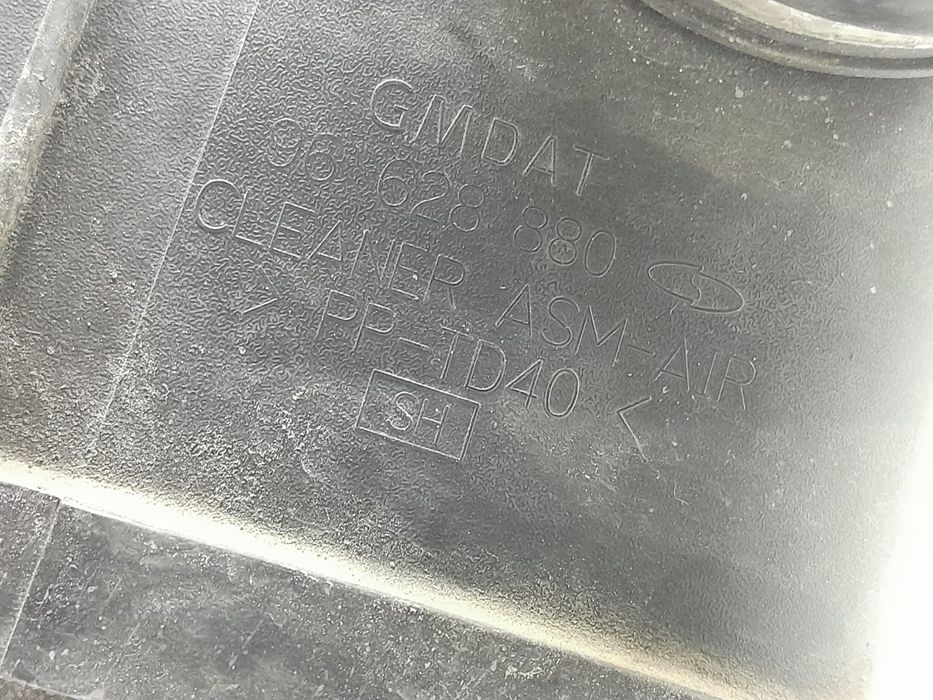 GMDAT
96 628 880
CLEANER ASM-AIR
> PP-TD40 <
SH